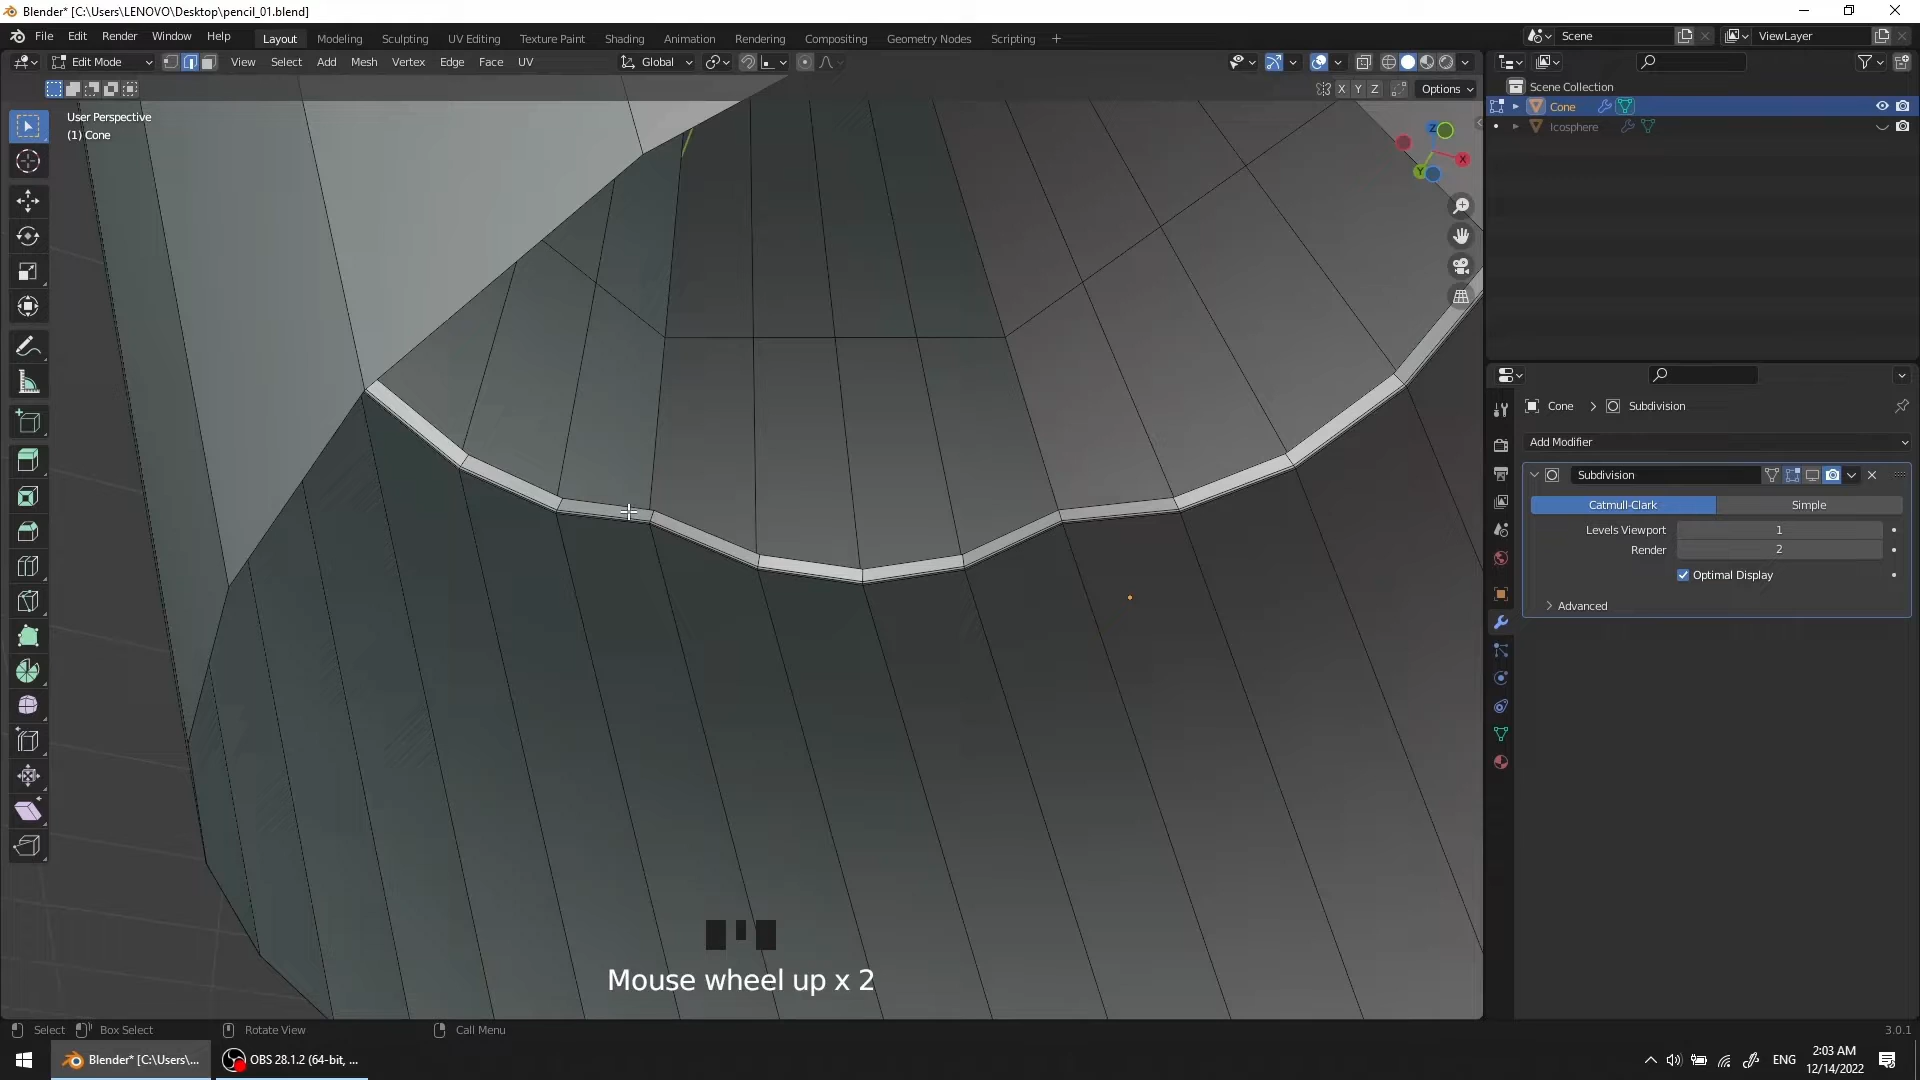 Blender* [C:\Users\LENOVO\Desktop\pencil_01.blend]
File Edit Render Window Help
Layout Modeling Sculpting UV Editing Texture Paint Shading Animation Rendering Compositing Geometry Nodes Scripting +
Scene
ViewLayer
Edit Mode
View Select Add Mesh Vertex Edge Face UV
Global
X Y Z
Options
User Perspective
(1) Cone
Z
X
Y
Scene Collection
Cone
Icosphere
Cone > Subdivision
Add Modifier
Subdivision
Catmull-Clark Simple
Levels Viewport 1
Render 2
Optimal Display
Advanced
Mouse wheel up x 2
Select Box Select Rotate View Call Menu
3.0.1
Blender* [C:\Users\...
OBS 28.1.2 (64-bit, ...
ENG
2:03 AM
12/14/2022